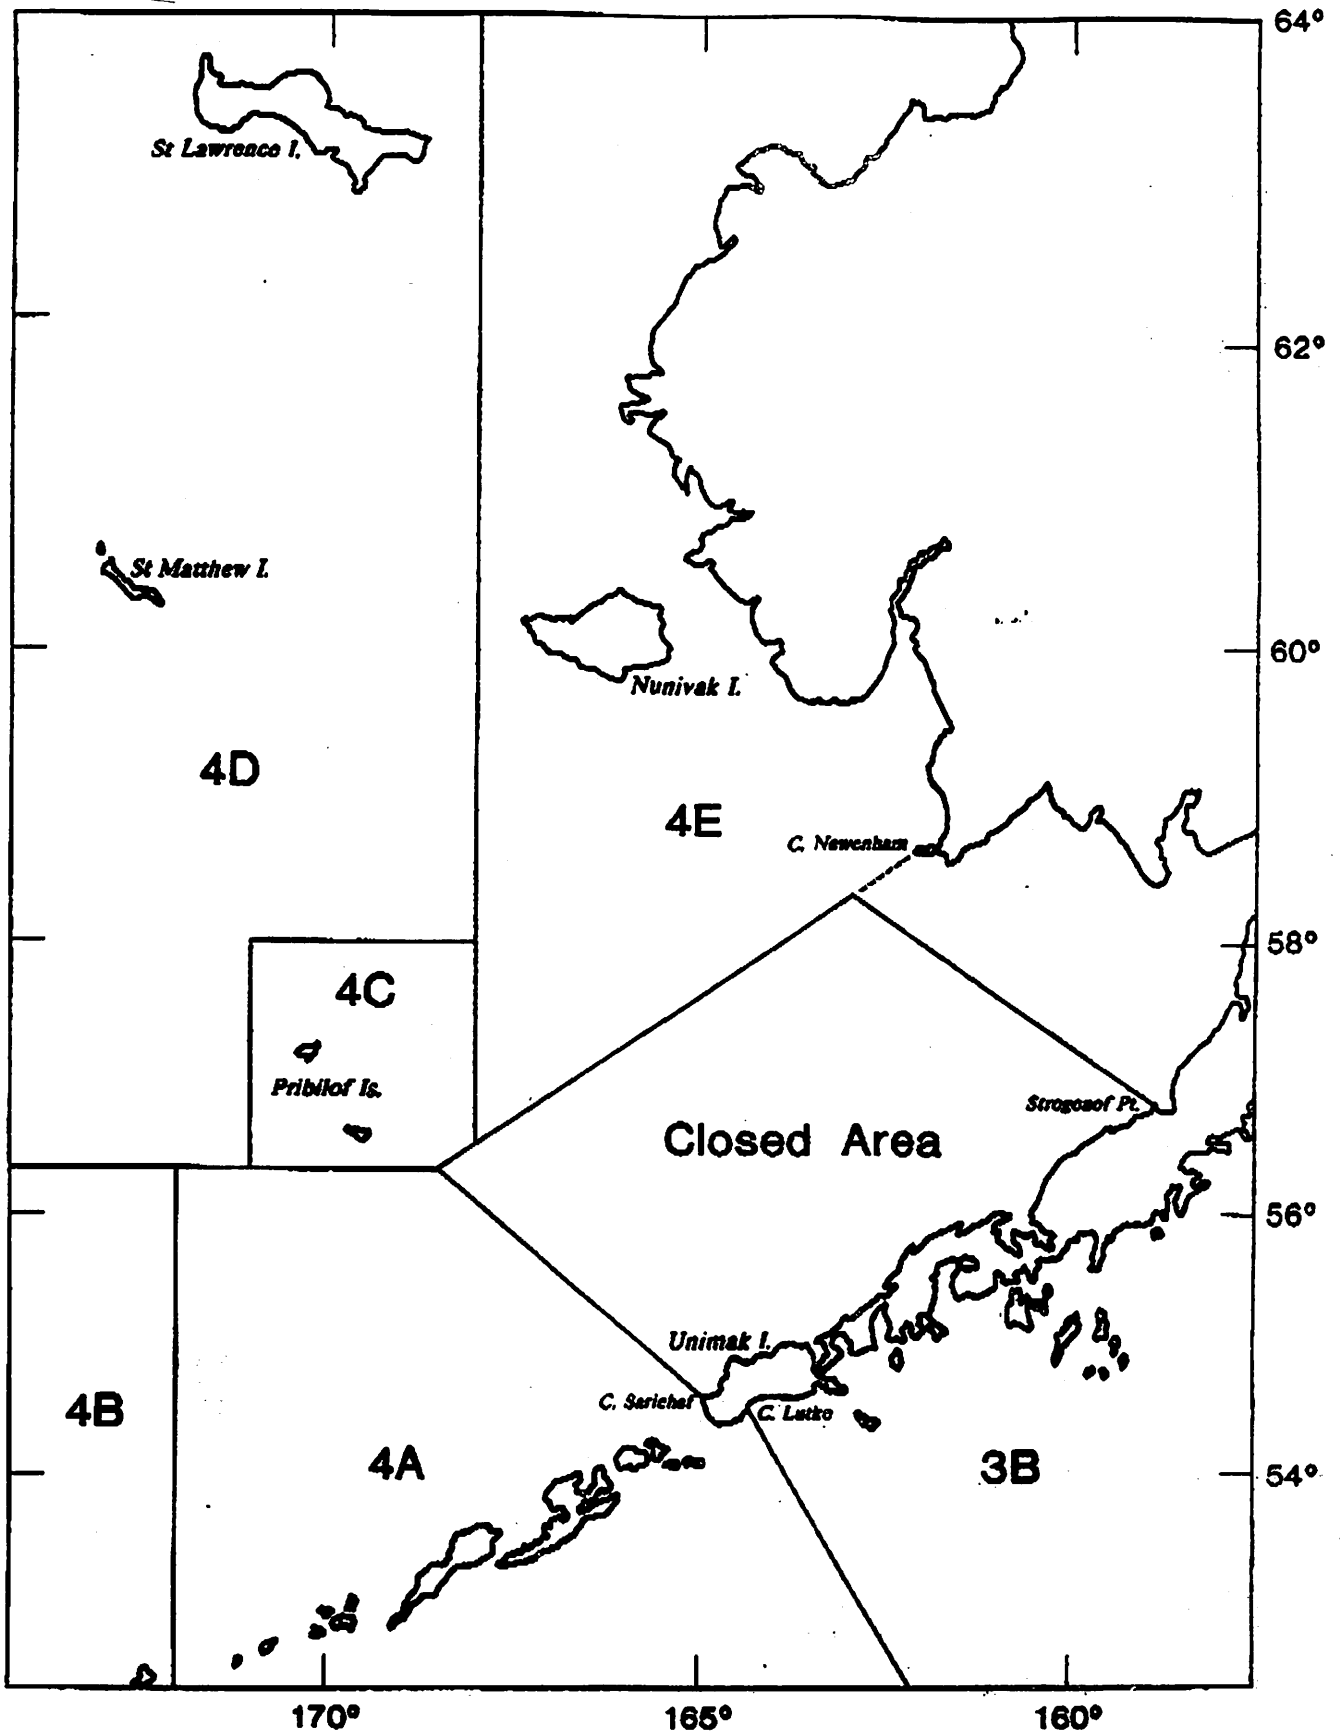 64°
St Lawrence I.
62°
St Matthew I.
60°
Nunivak I.
4D
4E
C. Newenham
58°
4C
Pribilof Is.
Strogonof Pt.
Closed Area
56°
Unimak I.
C. Sarichef
C. Lutke
4B
4A
3B
54°
170°
165°
160°